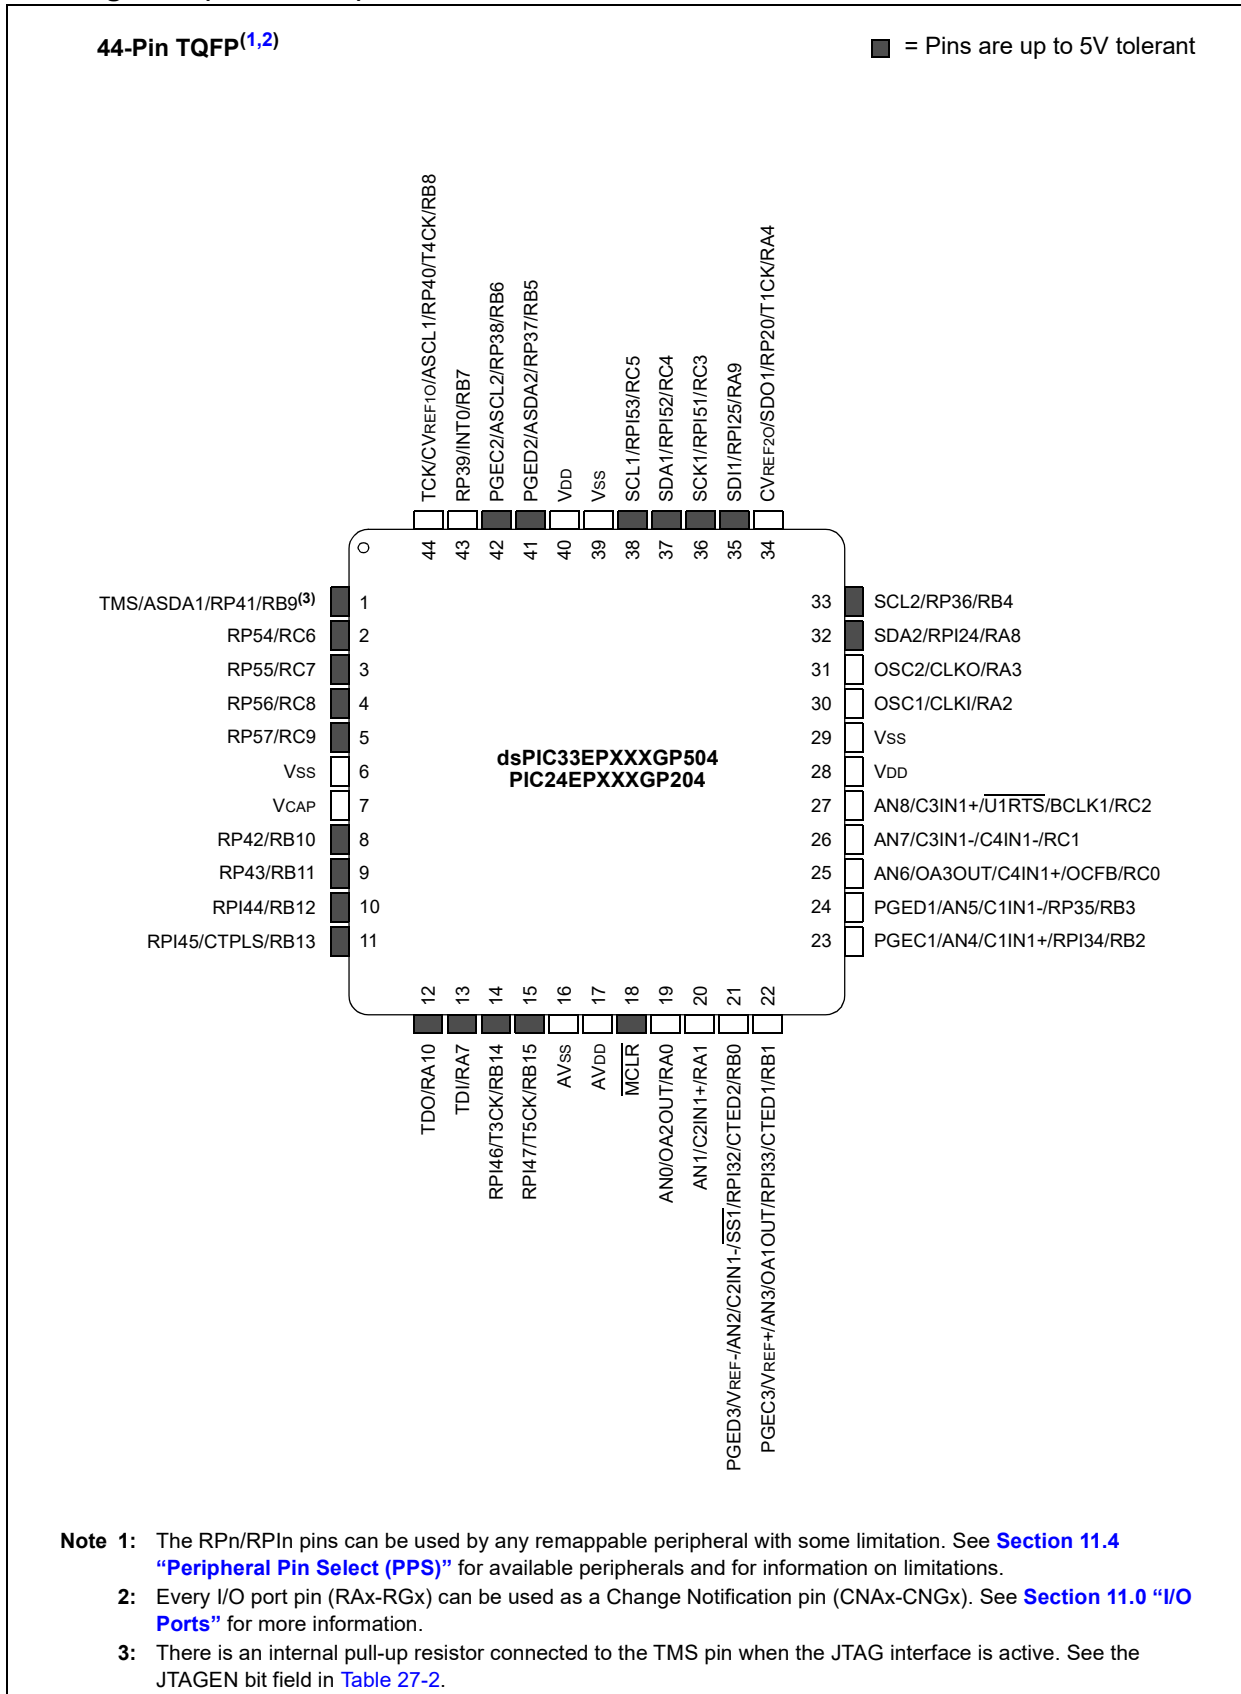 44-Pin TQFP(1,2)
= Pins are up to 5V tolerant
TCK/CVREF1O/ASCL1/RP40/T4CK/RB8
RP39/INT0/RB7
PGEC2/ASCL2/RP38/RB6
PGED2/ASDA2/RP37/RB5
VDD
VSS
SCL1/RPI53/RC5
SDA1/RPI52/RC4
SCK1/RPI51/RC3
SDI1/RPI25/RA9
CVREF2O/SDO1/RP20/T1CK/RA4
44
43
42
41
40
39
38
37
36
35
34
TMS/ASDA1/RP41/RB9(3) 1
RP54/RC6 2
RP55/RC7 3
RP56/RC8 4
RP57/RC9 5
VSS 6
VCAP 7
RP42/RB10 8
RP43/RB11 9
RPI44/RB12 10
RPI45/CTPLS/RB13 11
dsPIC33EPXXXGP504
PIC24EPXXXGP204
33 SCL2/RP36/RB4
32 SDA2/RPI24/RA8
31 OSC2/CLKO/RA3
30 OSC1/CLKI/RA2
29 VSS
28 VDD
27 AN8/C3IN1+/U1RTS/BCLK1/RC2
26 AN7/C3IN1-/C4IN1-/RC1
25 AN6/OA3OUT/C4IN1+/OCFB/RC0
24 PGED1/AN5/C1IN1-/RP35/RB3
23 PGEC1/AN4/C1IN1+/RPI34/RB2
12
13
14
15
16
17
18
19
20
21
22
TDO/RA10
TDI/RA7
RPI46/T3CK/RB14
RPI47/T5CK/RB15
AVSS
AVDD
MCLR
AN0/OA2OUT/RA0
AN1/C2IN1+/RA1
PGED3/VREF-/AN2/C2IN1-/SS1/RPI32/CTED2/RB0
PGEC3/VREF+/AN3/OA1OUT/RPI33/CTED1/RB1
Note 1: The RPn/RPIn pins can be used by any remappable peripheral with some limitation. See Section 11.4
“Peripheral Pin Select (PPS)” for available peripherals and for information on limitations.
2: Every I/O port pin (RAx-RGx) can be used as a Change Notification pin (CNAx-CNGx). See Section 11.0 “I/O
Ports” for more information.
3: There is an internal pull-up resistor connected to the TMS pin when the JTAG interface is active. See the
JTAGEN bit field in Table 27-2.